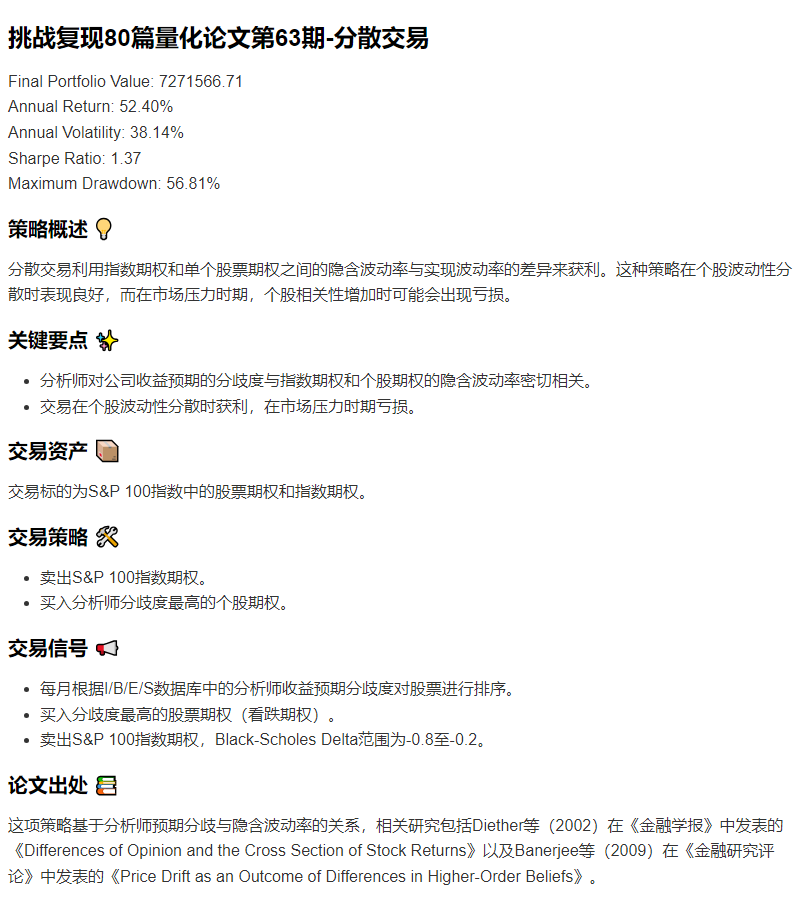 挑战复现80篇量化论文第63期-分散交易
Final Portfolio Value: 7271566.71
Annual Return: 52.40%
Annual Volatility: 38.14%
Sharpe Ratio: 1.37
Maximum Drawdown: 56.81%
策略概述 💡
分散交易利用指数期权和单个股票期权之间的隐含波动率与实现波动率的差异来获利。这种策略在个股波动性分
散时表现良好，而在市场压力时期，个股相关性增加时可能会出现亏损。
关键要点 ✨
• 分析师对公司收益预期的分歧度与指数期权和个股期权的隐含波动率密切相关。
• 交易在个股波动性分散时获利，在市场压力时期亏损。
交易资产 📦
交易标的为S&P 100指数中的股票期权和指数期权。
交易策略 🛠
• 卖出S&P 100指数期权。
• 买入分析师分歧度最高的个股期权。
交易信号 📢
• 每月根据I/B/E/S数据库中的分析师收益预期分歧度对股票进行排序。
• 买入分歧度最高的股票期权（看跌期权）。
• 卖出S&P 100指数期权，Black-Scholes Delta范围为-0.8至-0.2。
论文出处 📚
这项策略基于分析师预期分歧与隐含波动率的关系，相关研究包括Diether等（2002）在《金融学报》中发表的
《Differences of Opinion and the Cross Section of Stock Returns》以及Banerjee等（2009）在《金融研究评
论》中发表的《Price Drift as an Outcome of Differences in Higher-Order Beliefs》。